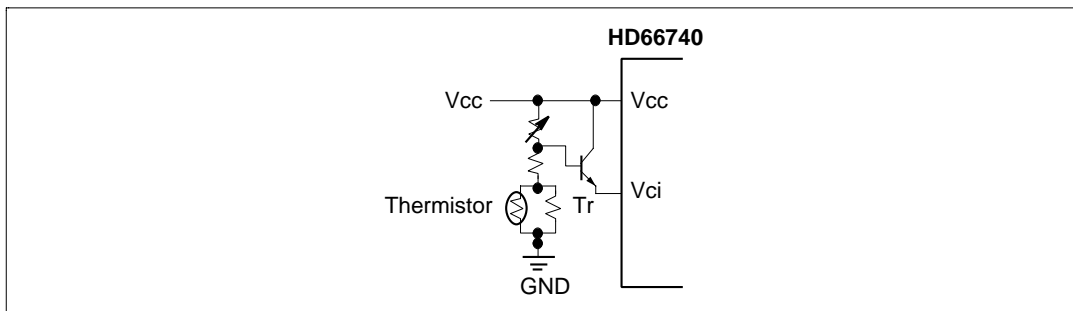 HD66740
Vcc
Vcc
Vci
Thermistor
Tr
GND